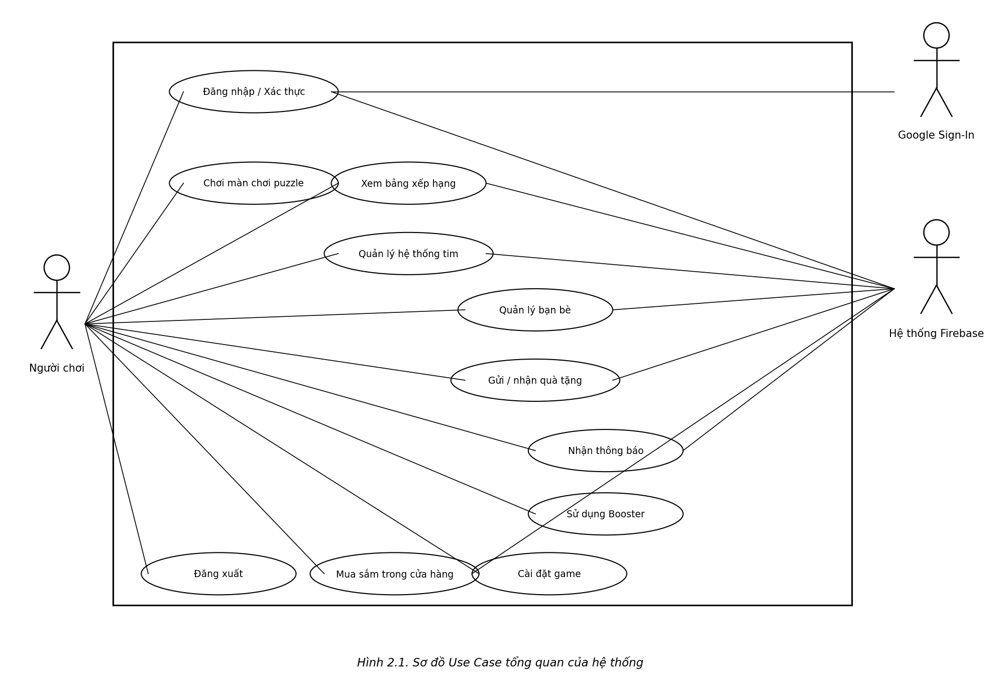 Đăng nhập / Xác thực
Google Sign-In
Chơi màn chơi puzzle
Xem bảng xếp hạng
Quản lý hệ thống tim
Quản lý bạn bè
Hệ thống Firebase
Người chơi
Gửi / nhận quà tặng
Nhận thông báo
Sử dụng Booster
Đăng xuất
Mua sắm trong cửa hàng
Cài đặt game
Hình 2.1. Sơ đồ Use Case tổng quan của hệ thống